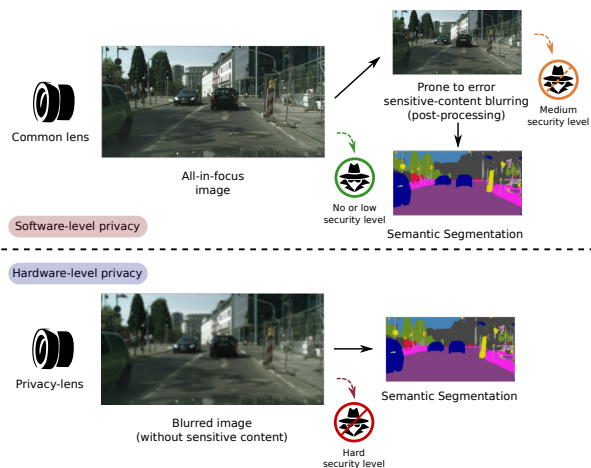 Common lens
All-in-focus
image
Prone to error
sensitive-content blurring
(post-processing)
Medium
security level
No or low
security level
Semantic Segmentation
Software-level privacy
Hardware-level privacy
Privacy-lens
Blurred image
(without sensitive content)
Semantic Segmentation
Hard
security level